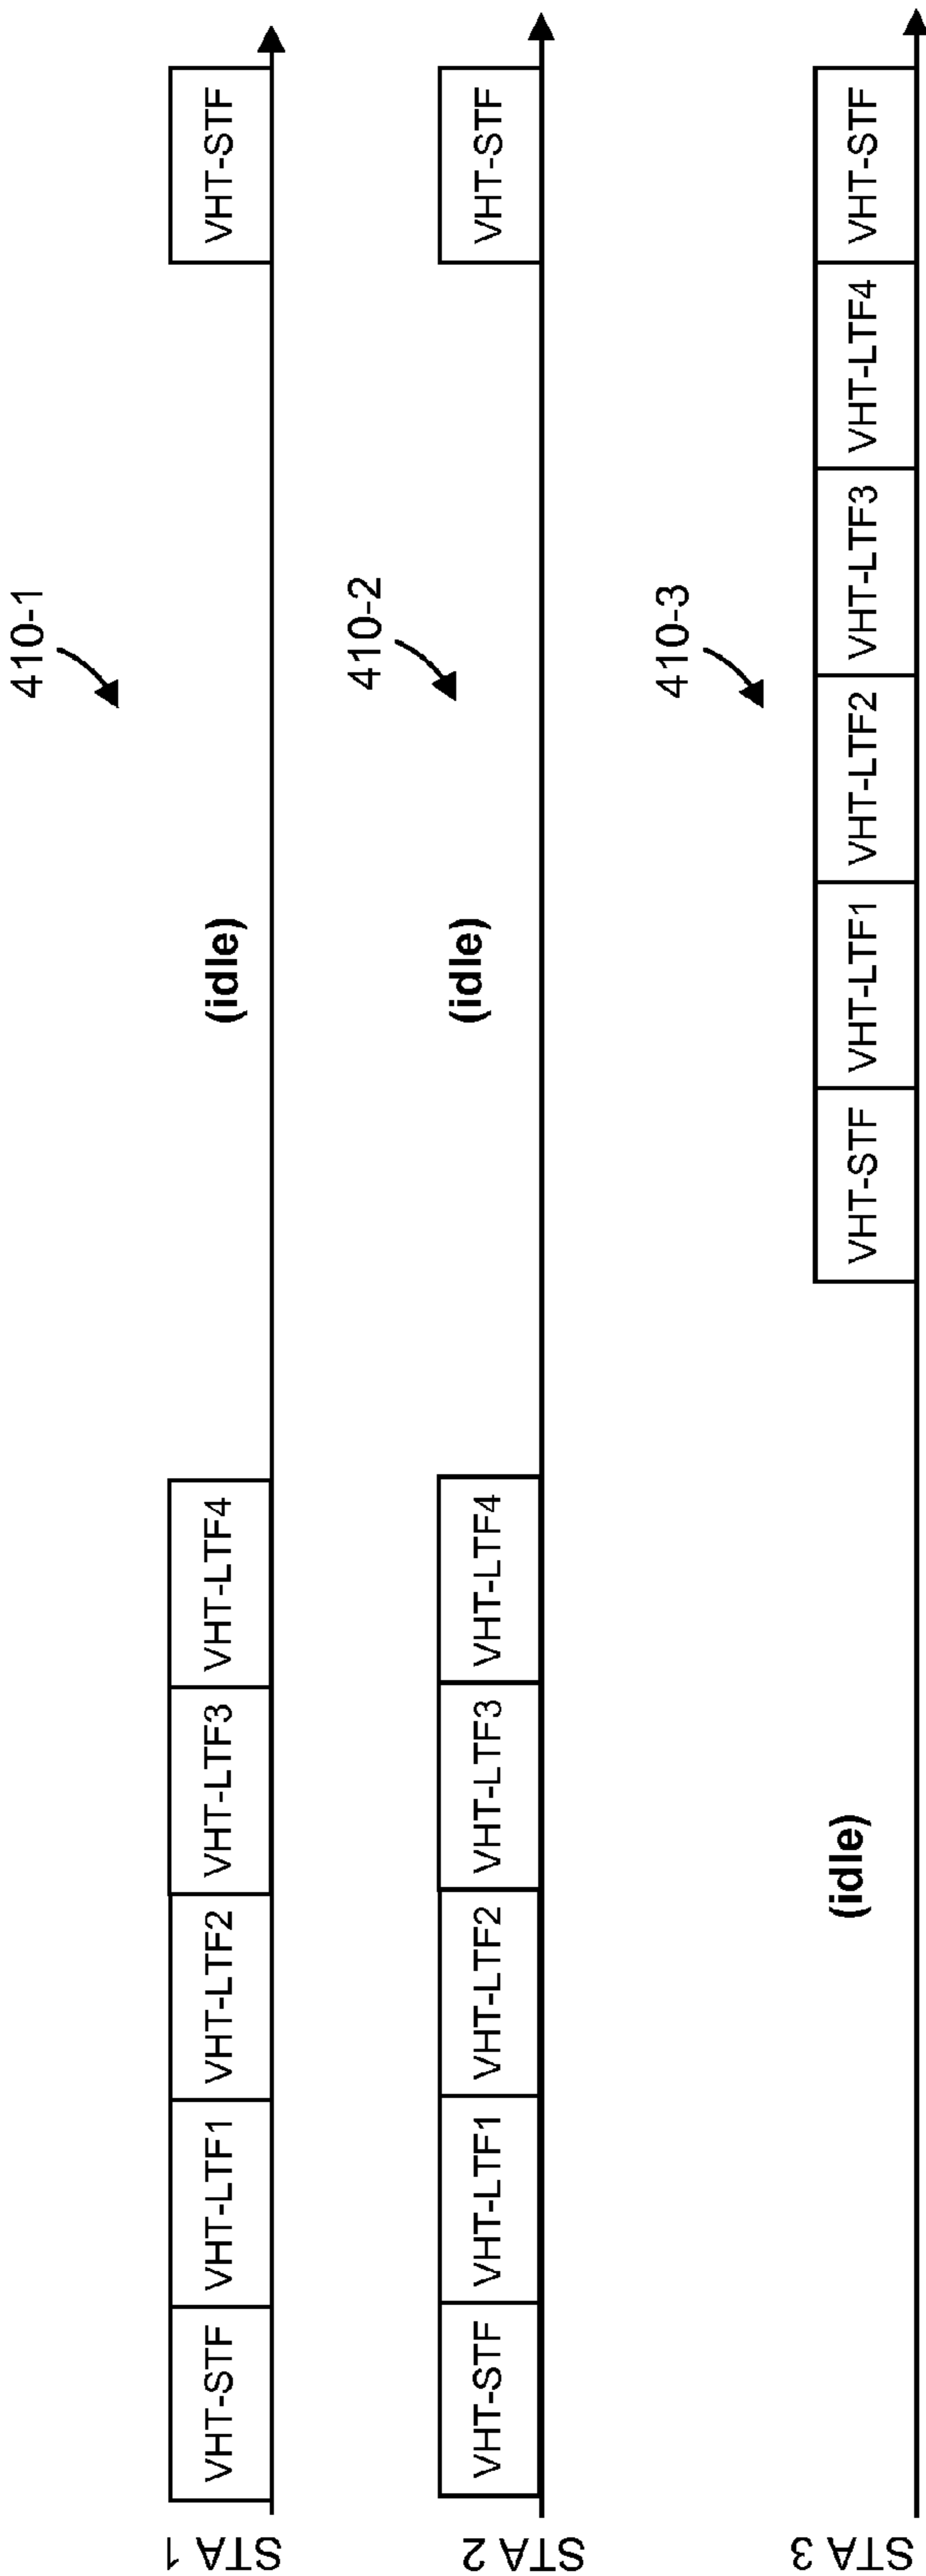 410-1
STA 1
VHT-STF
VHT-LTF1
VHT-LTF2
VHT-LTF3
VHT-LTF4
(idle)
VHT-STF
410-2
STA 2
VHT-STF
VHT-LTF1
VHT-LTF2
VHT-LTF3
VHT-LTF4
(idle)
VHT-STF
410-3
STA 3
(idle)
VHT-STF
VHT-LTF1
VHT-LTF2
VHT-LTF3
VHT-LTF4
VHT-STF